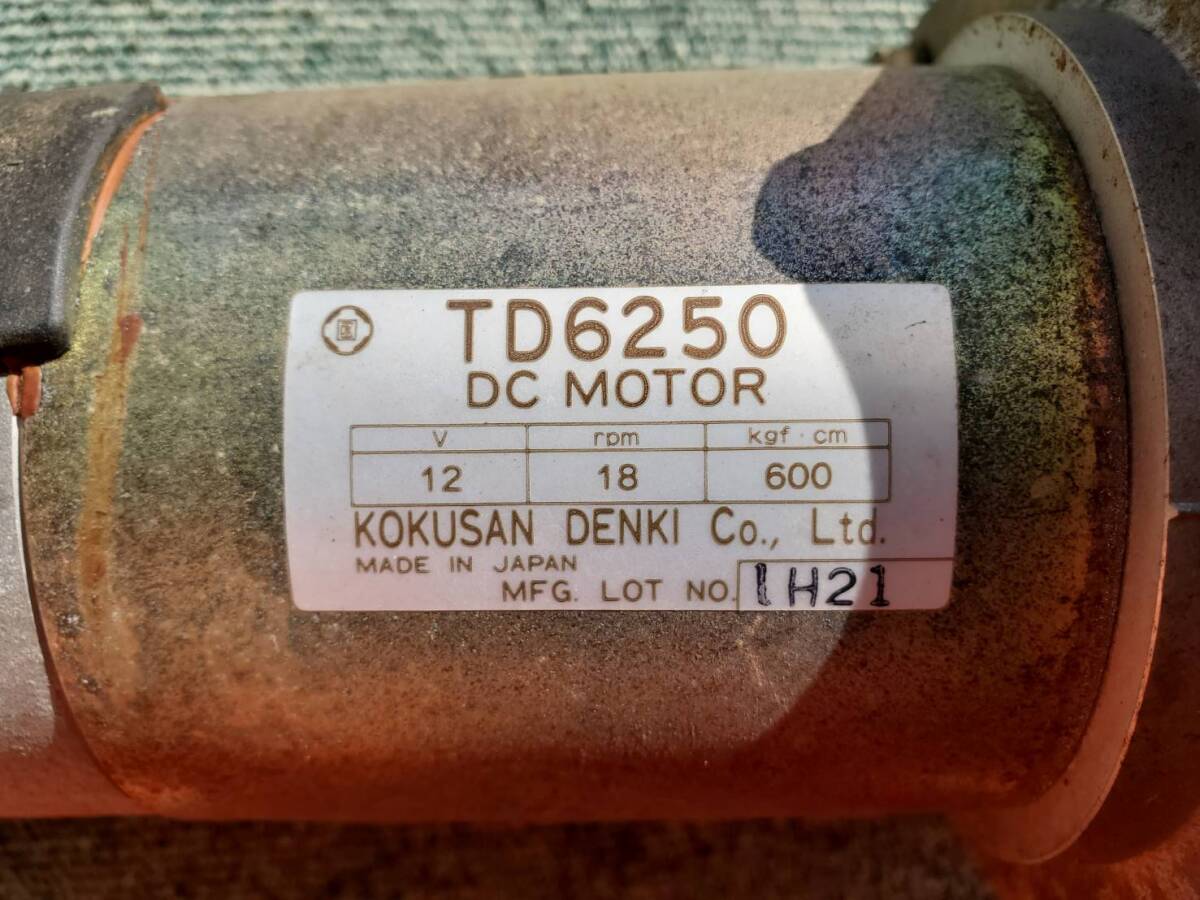 TD6250
DC MOTOR
V rpm kgf·cm
12 18 600
KOKUSAN DENKI Co., Ltd.
MADE IN JAPAN
MFG. LOT NO. 1H21